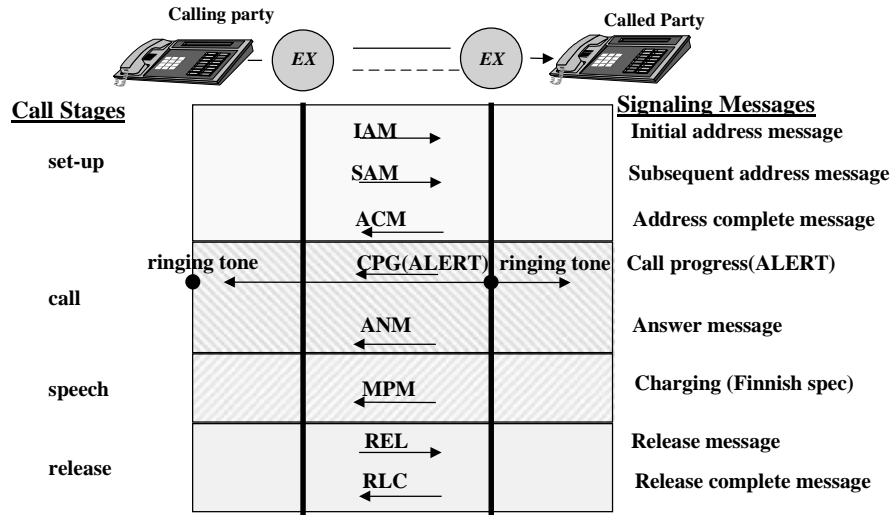 Calling party
Called Party
EX
EX
Call Stages
Signaling Messages
IAM
Initial address message
set-up
SAM
Subsequent address message
ACM
Address complete message
ringing tone
CPG(ALERT)
ringing tone
Call progress(ALERT)
call
ANM
Answer message
speech
MPM
Charging (Finnish spec)
REL
Release message
release
RLC
Release complete message